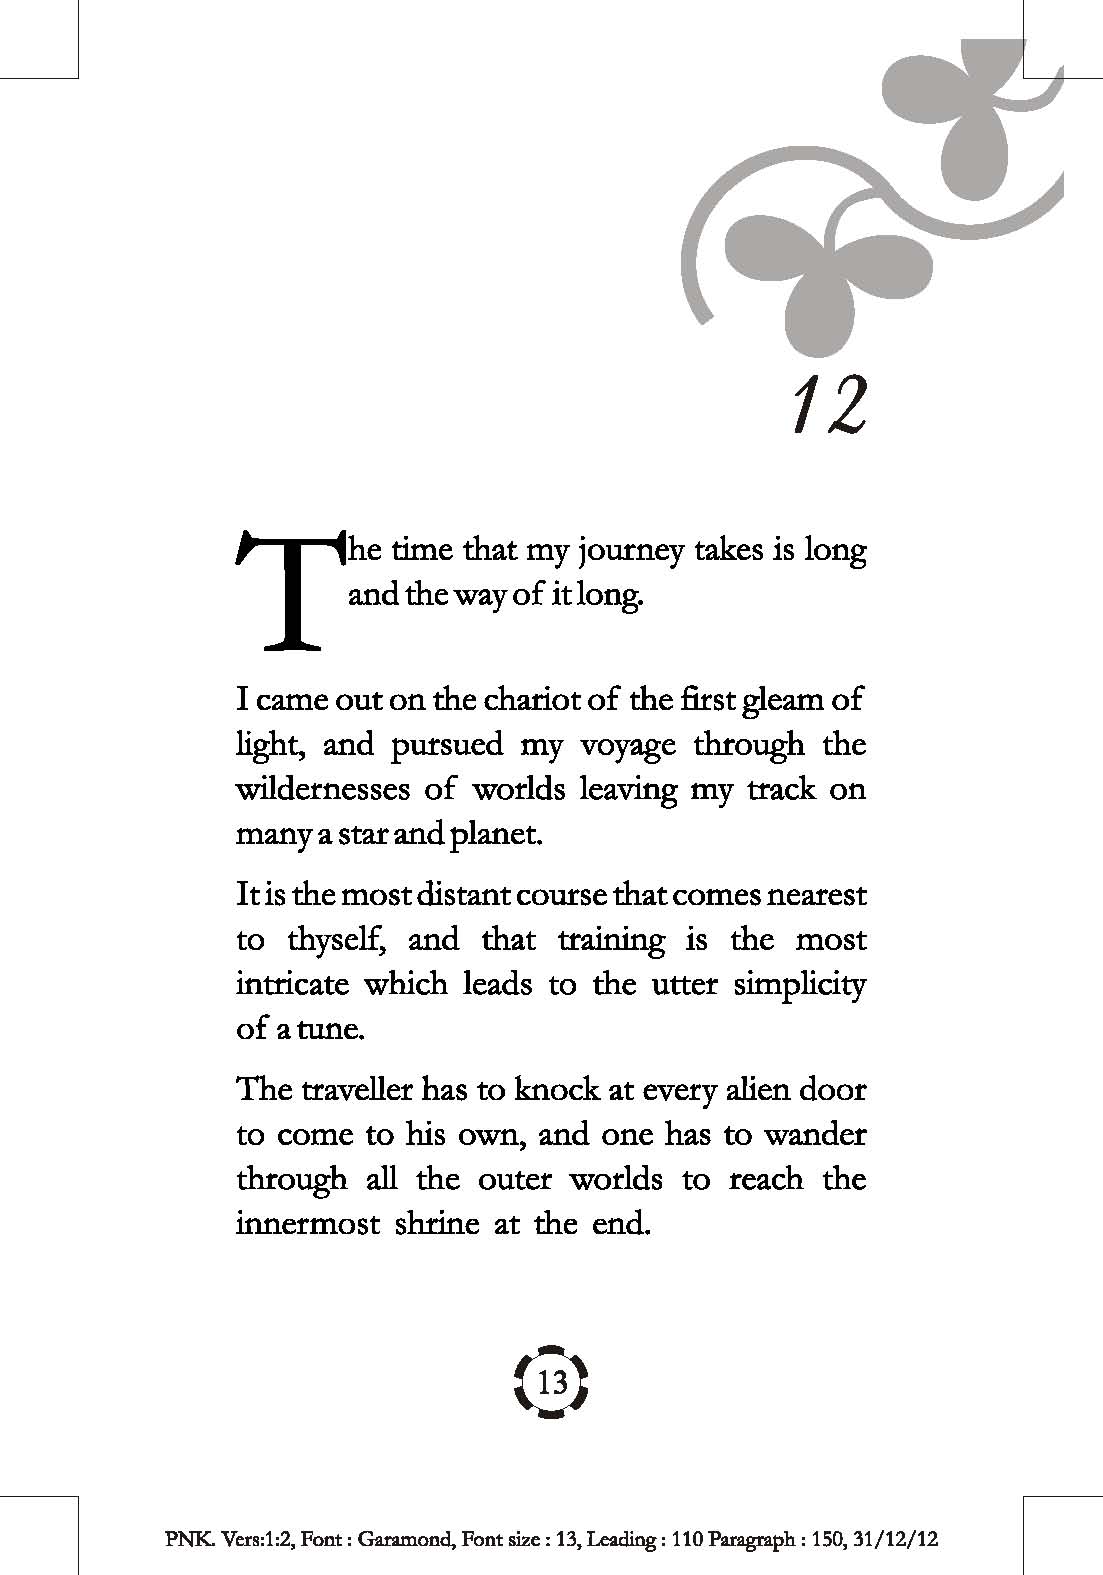 12
The time that my journey takes is long
and the way of it long.
I came out on the chariot of the first gleam of
light, and pursued my voyage through the
wildernesses of worlds leaving my track on
many a star and planet.
It is the most distant course that comes nearest
to thyself, and that training is the most
intricate which leads to the utter simplicity
of a tune.
The traveller has to knock at every alien door
to come to his own, and one has to wander
through all the outer worlds to reach the
innermost shrine at the end.
13
PNK. Vers:1:2, Font : Garamond, Font size : 13, Leading : 110 Paragraph : 150, 31/12/12